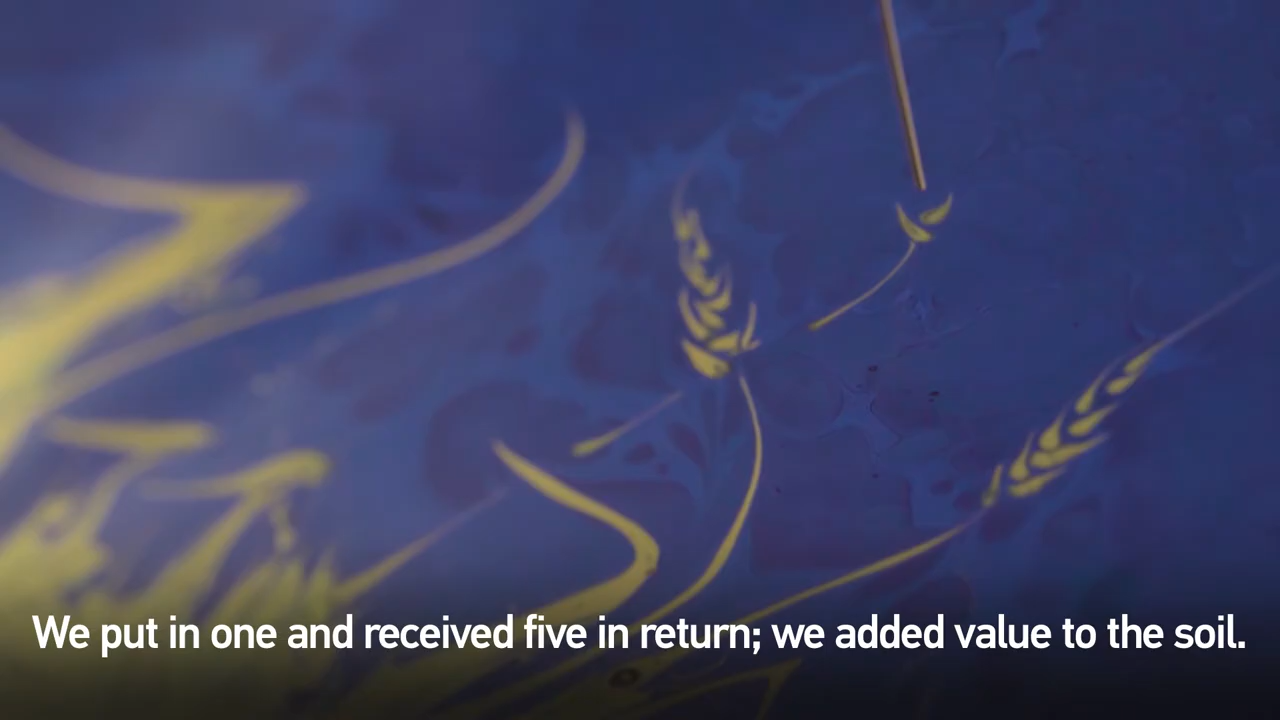 We put in one and received five in return; we added value to the soil.